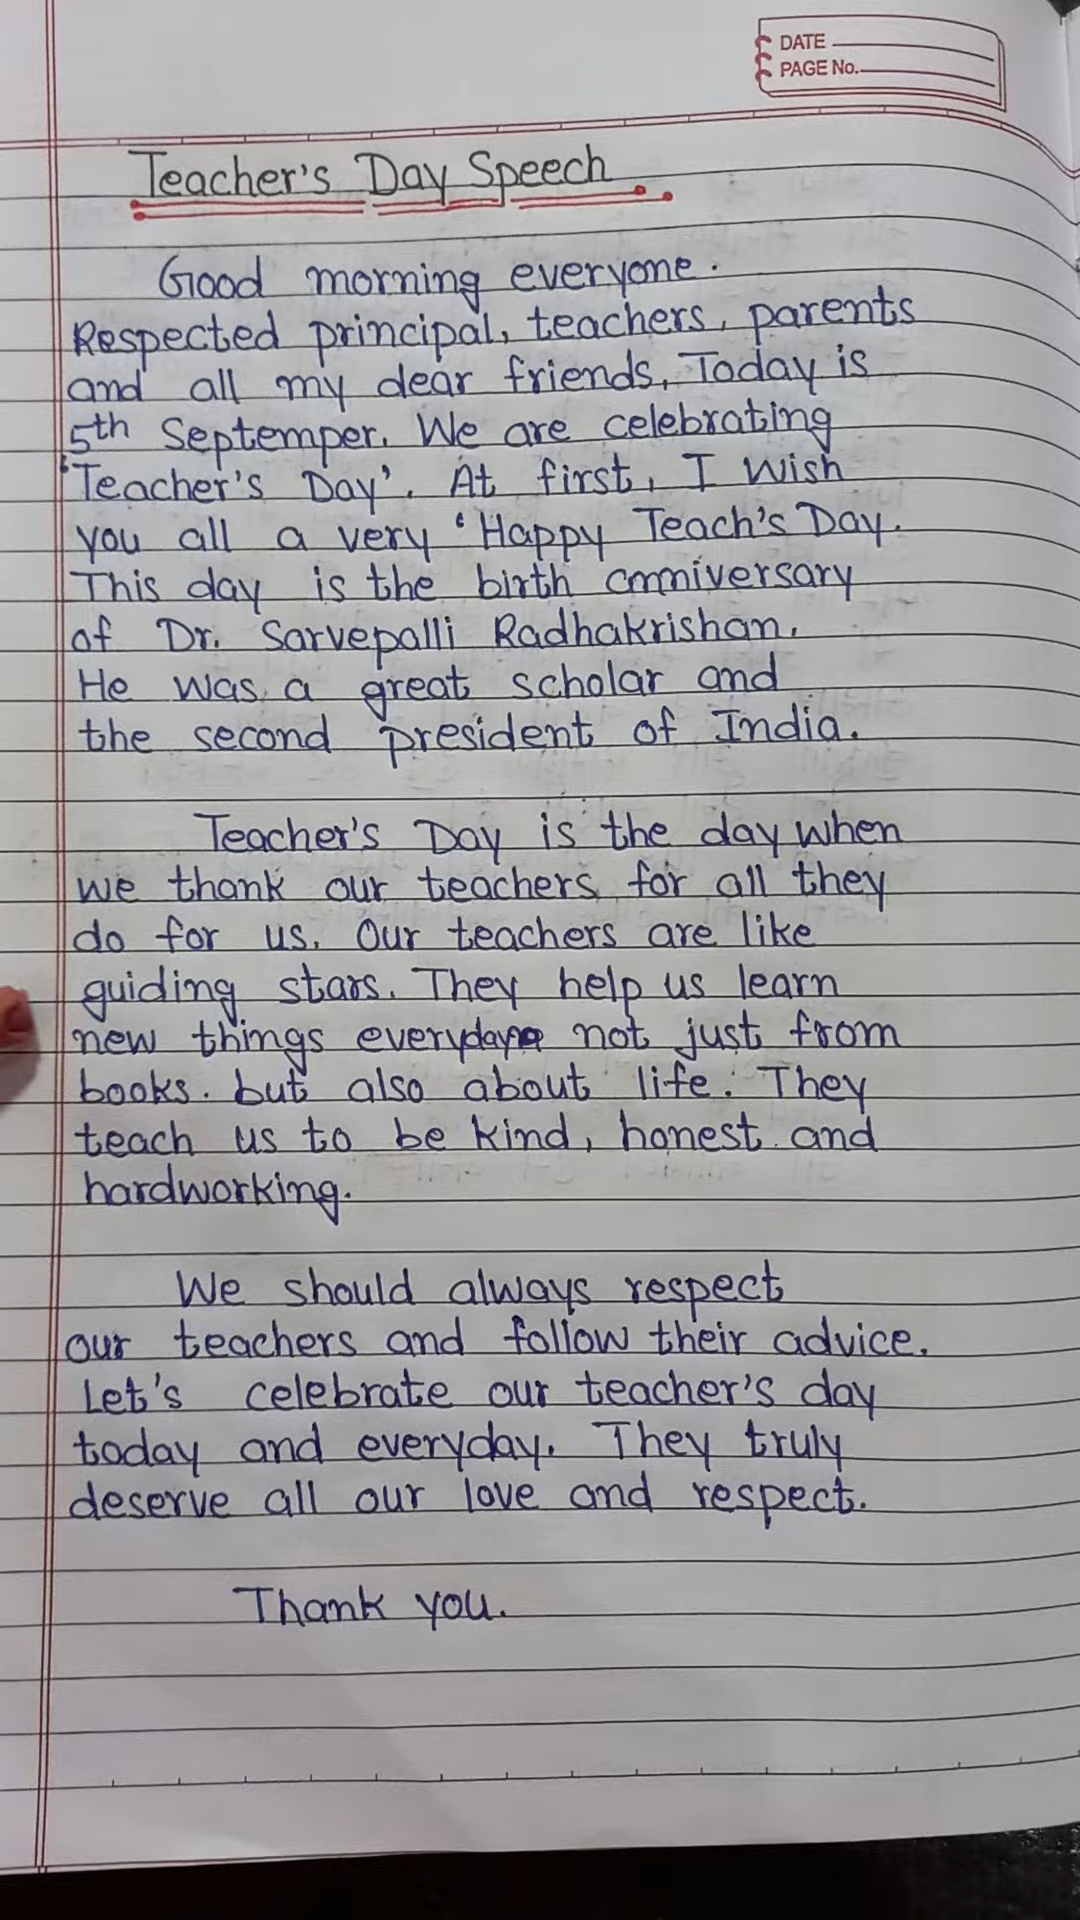 DATE
PAGE No.
Teacher's Day Speech
Good morning everyone.
Respected principal, teachers, parents
and all my dear friends, Today is
5th Septemper. We are celebrating
'Teacher's Day'. At first, I wish
you all a very 'Happy Teach's Day.
This day is the birth anniversary
of Dr. Sarvepalli Radhakrishan.
He was a great scholar and
the second president of India.
Teacher's Day is the day when
we thank our teachers for all they
do for us. Our teachers are like
guiding stars. They help us learn
new things everyday not just from
books. but also about life. They
teach us to be kind, honest and
hardworking.
We should always respect
our teachers and follow their advice.
Let's celebrate our teacher's day
today and everyday. They truly
deserve all our love and respect.
Thank you.